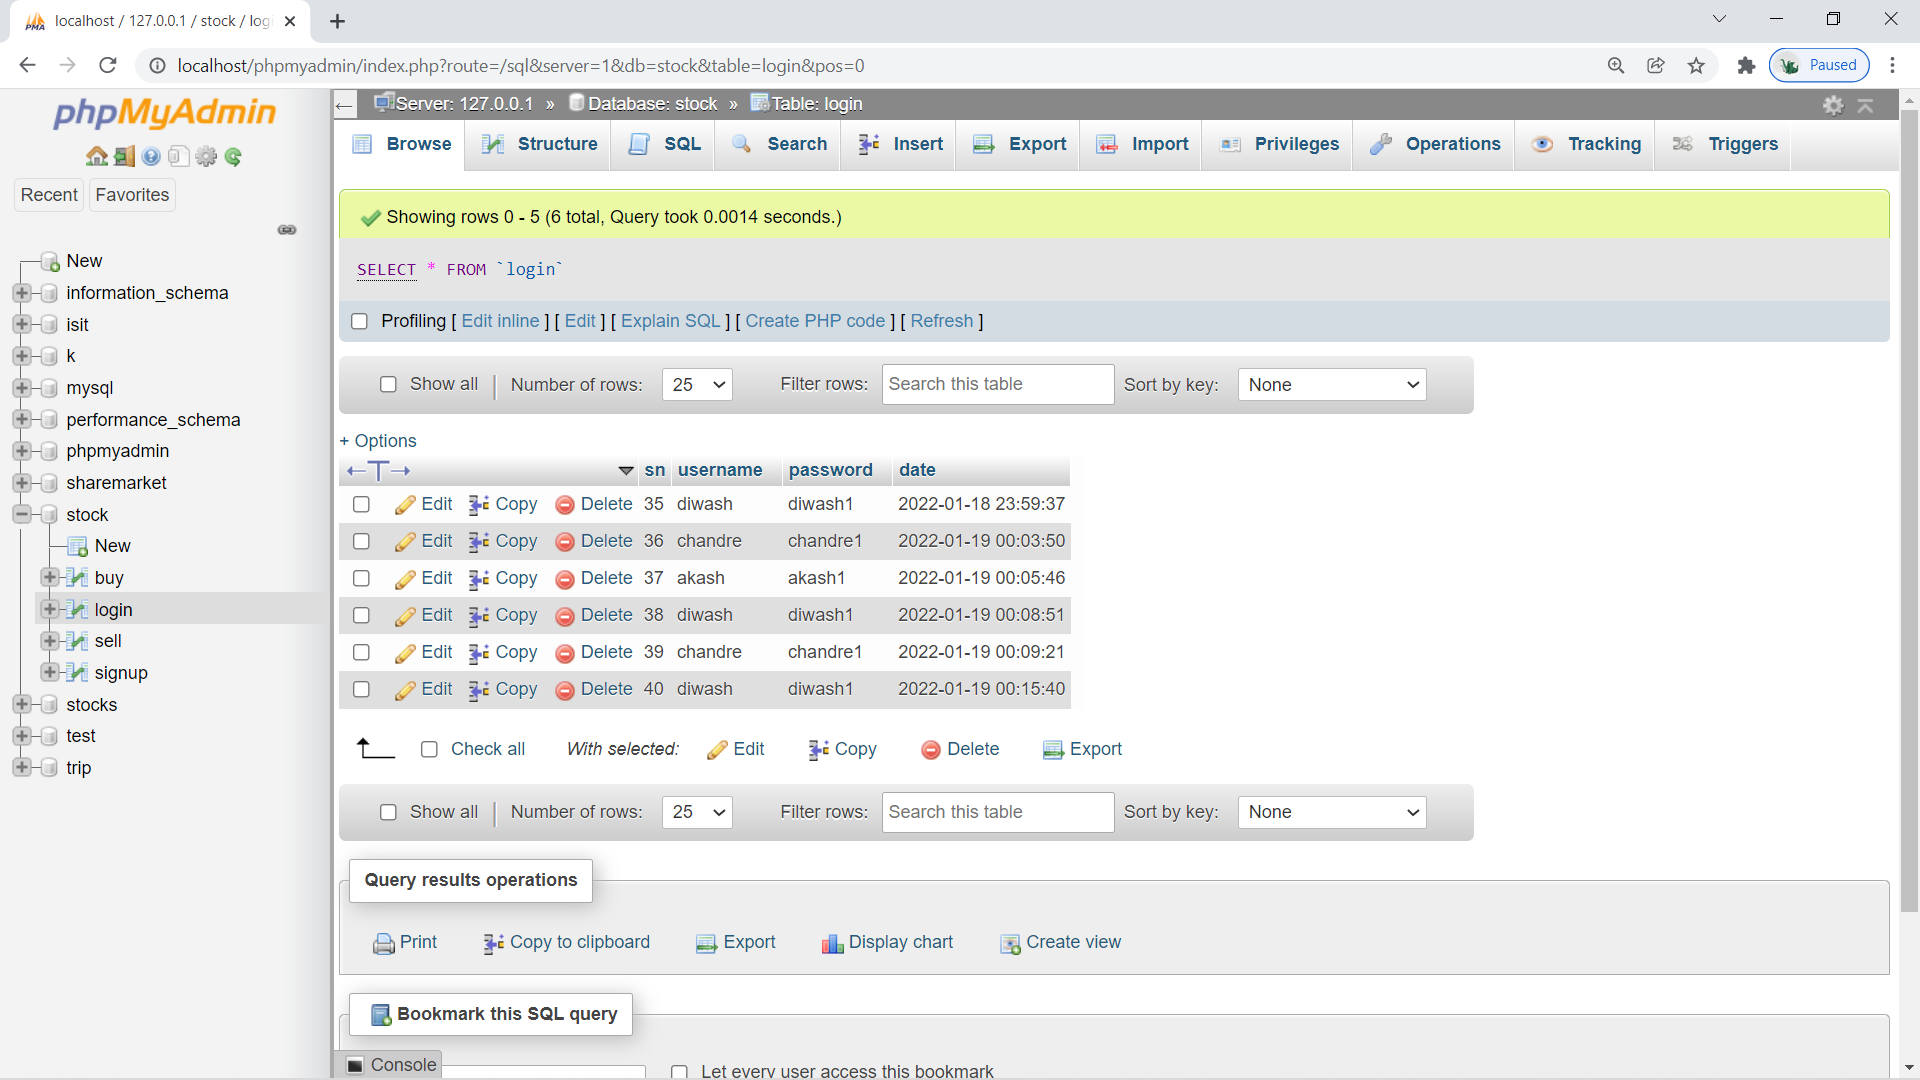 localhost / 127.0.0.1 / stock / logi
localhost/phpmyadmin/index.php?route=/sql&server=1&db=stock&table=login&pos=0
Paused
phpMyAdmin
Recent Favorites
New
information_schema
isit
k
mysql
performance_schema
phpmyadmin
sharemarket
stock
New
buy
login
sell
signup
stocks
test
trip
Server: 127.0.0.1 » Database: stock » Table: login
Browse Structure SQL Search Insert Export Import Privileges Operations Tracking Triggers
Showing rows 0 - 5 (6 total, Query took 0.0014 seconds.)
SELECT * FROM `login`
Profiling [ Edit inline ] [ Edit ] [ Explain SQL ] [ Create PHP code ] [ Refresh ]
Show all Number of rows: 25 Filter rows: Search this table Sort by key: None
+ Options
←T→ sn username password date
Edit Copy Delete 35 diwash diwash1 2022-01-18 23:59:37
Edit Copy Delete 36 chandre chandre1 2022-01-19 00:03:50
Edit Copy Delete 37 akash akash1 2022-01-19 00:05:46
Edit Copy Delete 38 diwash diwash1 2022-01-19 00:08:51
Edit Copy Delete 39 chandre chandre1 2022-01-19 00:09:21
Edit Copy Delete 40 diwash diwash1 2022-01-19 00:15:40
Check all With selected: Edit Copy Delete Export
Show all Number of rows: 25 Filter rows: Search this table Sort by key: None
Query results operations
Print Copy to clipboard Export Display chart Create view
Bookmark this SQL query
Console
Let every user access this bookmark